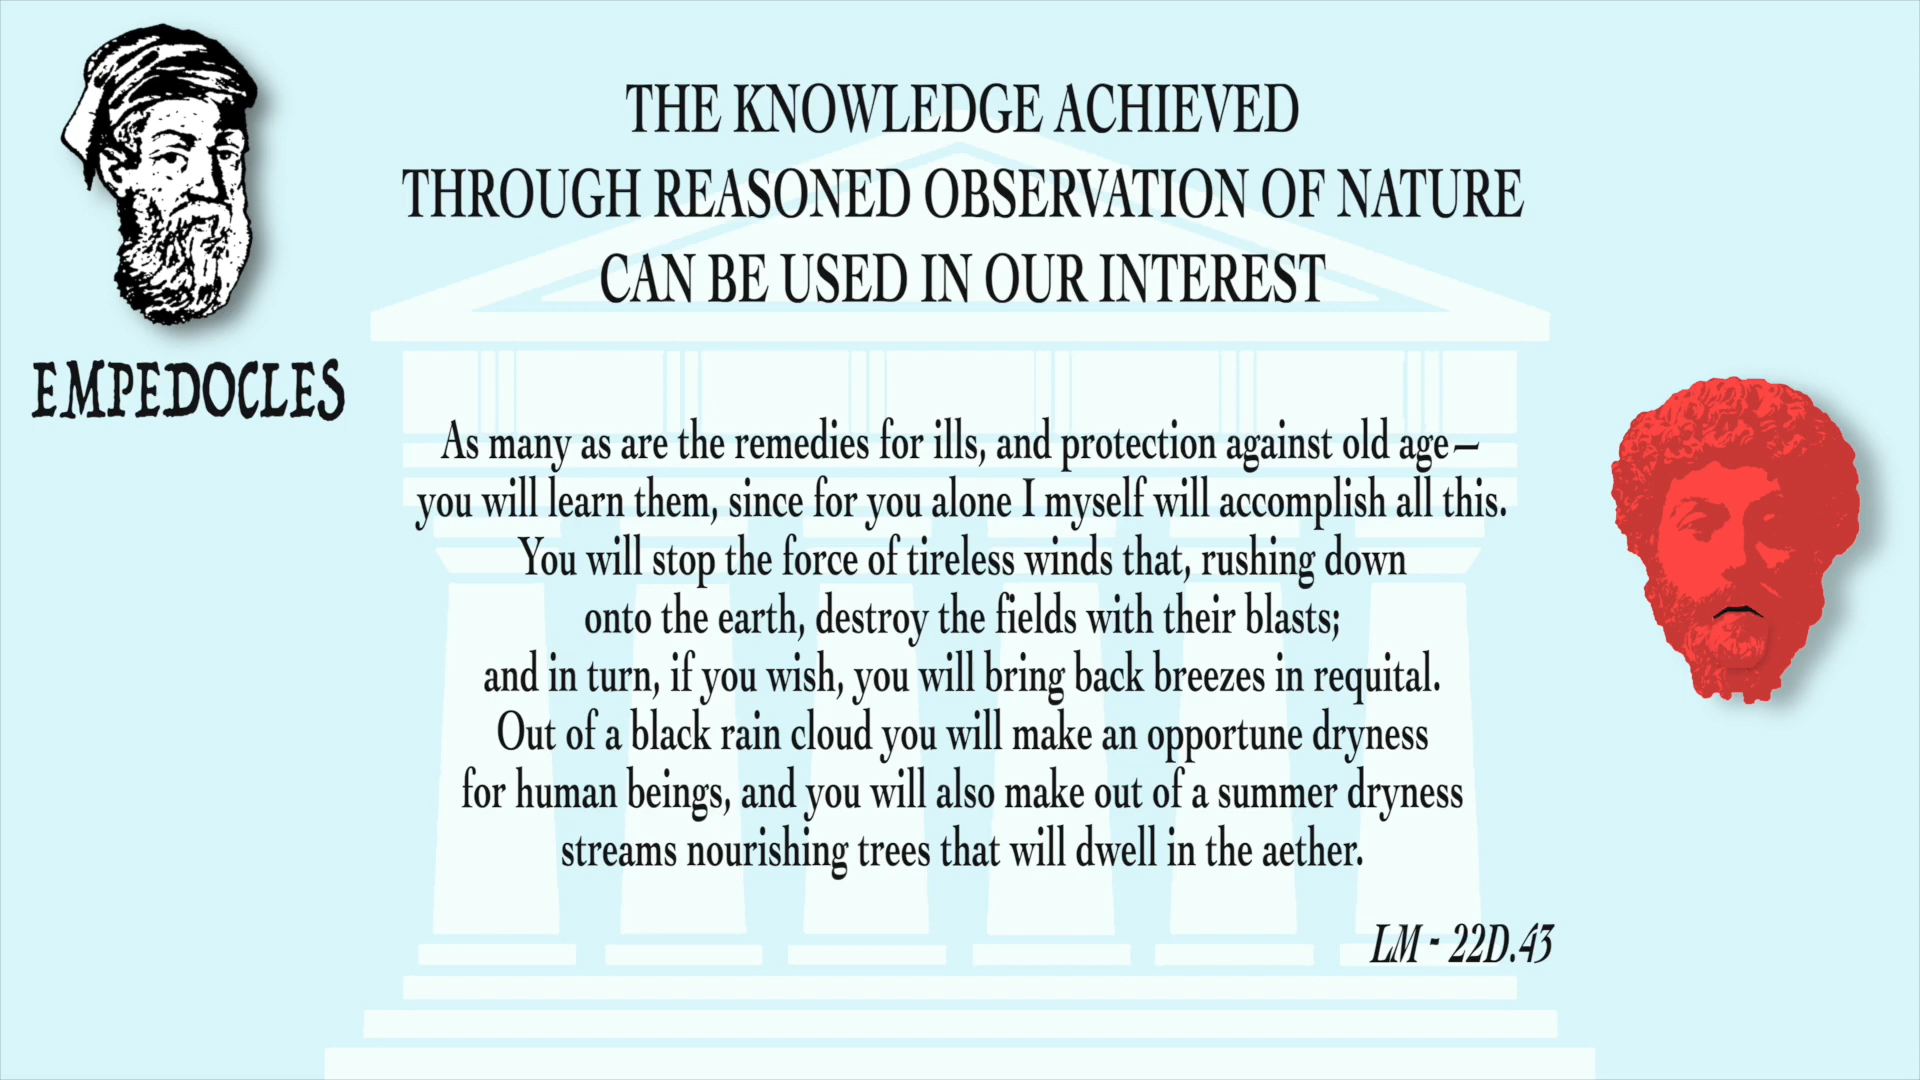 THE KNOWLEDGE ACHIEVED
THROUGH REASONED OBSERVATION OF NATURE
CAN BE USED IN OUR INTEREST
EMPEDOCLES
As many as are the remedies for ills, and protection against old age—
you will learn them, since for you alone I myself will accomplish all this.
You will stop the force of tireless winds that, rushing down
onto the earth, destroy the fields with their blasts;
and in turn, if you wish, you will bring back breezes in requital.
Out of a black rain cloud you will make an opportune dryness
for human beings, and you will also make out of a summer dryness
streams nourishing trees that will dwell in the aether.
LM - 22D.43